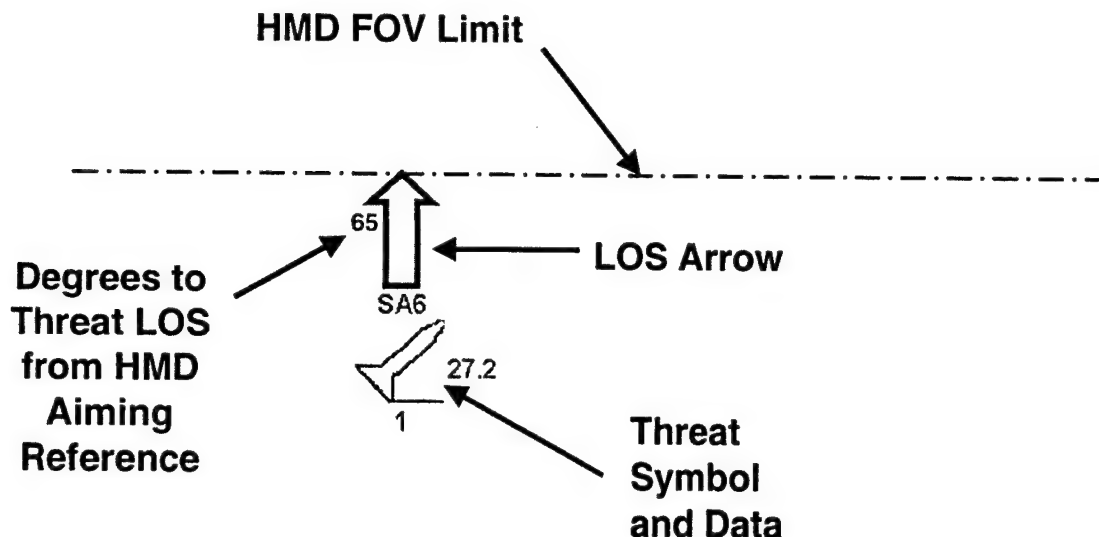 HMD FOV Limit
65
LOS Arrow
Degrees to
Threat LOS
from HMD
Aiming
Reference
SA6
27.2
1
Threat
Symbol
and Data